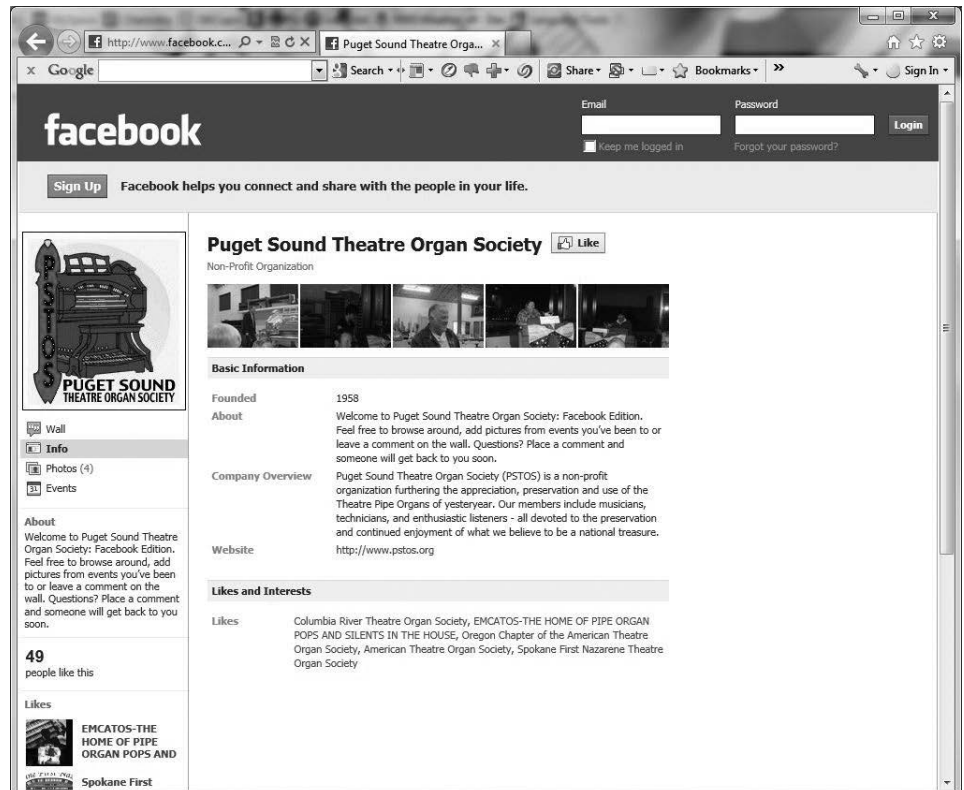 http://www.facebook.c...
Puget Sound Theatre Orga...
x Google
Search
Share
Bookmarks
»
Sign In
facebook
Email
Password
Login
Keep me logged in
Forgot your password?
Sign Up
Facebook helps you connect and share with the people in your life.
PSTOS
PUGET SOUND
THEATRE ORGAN SOCIETY
Wall
Info
Photos (4)
31 Events
About
Welcome to Puget Sound Theatre
Organ Society: Facebook Edition.
Feel free to browse around, add
pictures from events you've been
to or leave a comment on the
wall. Questions? Place a comment
and someone will get back to you
soon.
49
people like this
Likes
EMCATOS-THE
HOME OF PIPE
ORGAN POPS AND
Spokane First
Puget Sound Theatre Organ Society
Like
Non-Profit Organization
Basic Information
Founded 1958
About Welcome to Puget Sound Theatre Organ Society: Facebook Edition.
Feel free to browse around, add pictures from events you've been to or
leave a comment on the wall. Questions? Place a comment and
someone will get back to you soon.
Company Overview Puget Sound Theatre Organ Society (PSTOS) is a non-profit
organization furthering the appreciation, preservation and use of the
Theatre Pipe Organs of yesteryear. Our members include musicians,
technicians, and enthusiastic listeners - all devoted to the preservation
and continued enjoyment of what we believe to be a national treasure.
Website http://www.pstos.org
Likes and Interests
Likes Columbia River Theatre Organ Society, EMCATOS-THE HOME OF PIPE ORGAN
POPS AND SILENTS IN THE HOUSE, Oregon Chapter of the American Theatre
Organ Society, American Theatre Organ Society, Spokane First Nazarene Theatre
Organ Society